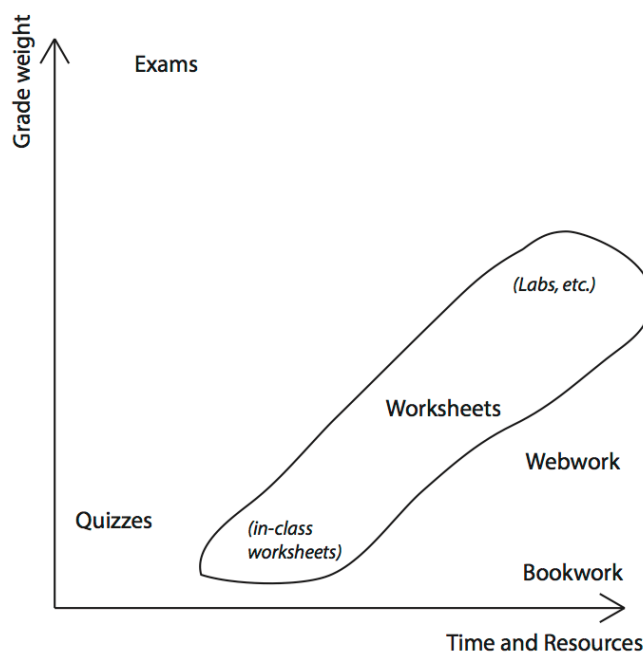 Grade weight
Exams
(Labs, etc.)
Worksheets
Webwork
Quizzes
(in-class
worksheets)
Bookwork
Time and Resources